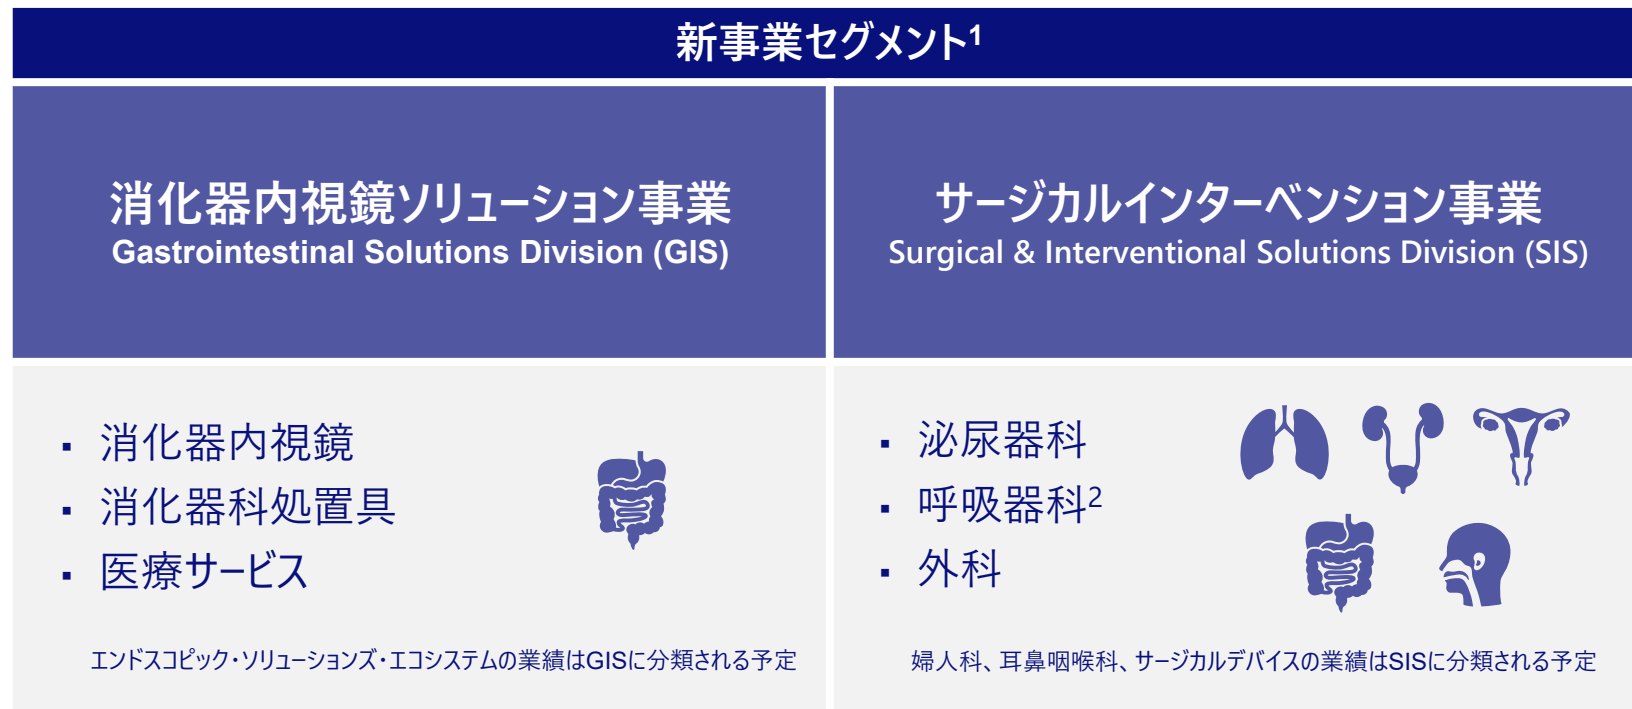 新事業セグメント1
消化器内視鏡ソリューション事業
Gastrointestinal Solutions Division (GIS)
▪ 消化器内視鏡
▪ 消化器科処置具
▪ 医療サービス
エンドスコピック・ソリューションズ・エコシステムの業績はGISに分類される予定
サージカルインターベンション事業
Surgical & Interventional Solutions Division (SIS)
▪ 泌尿器科
▪ 呼吸器科2
▪ 外科
婦人科、耳鼻咽喉科、サージカルデバイスの業績はSISに分類される予定